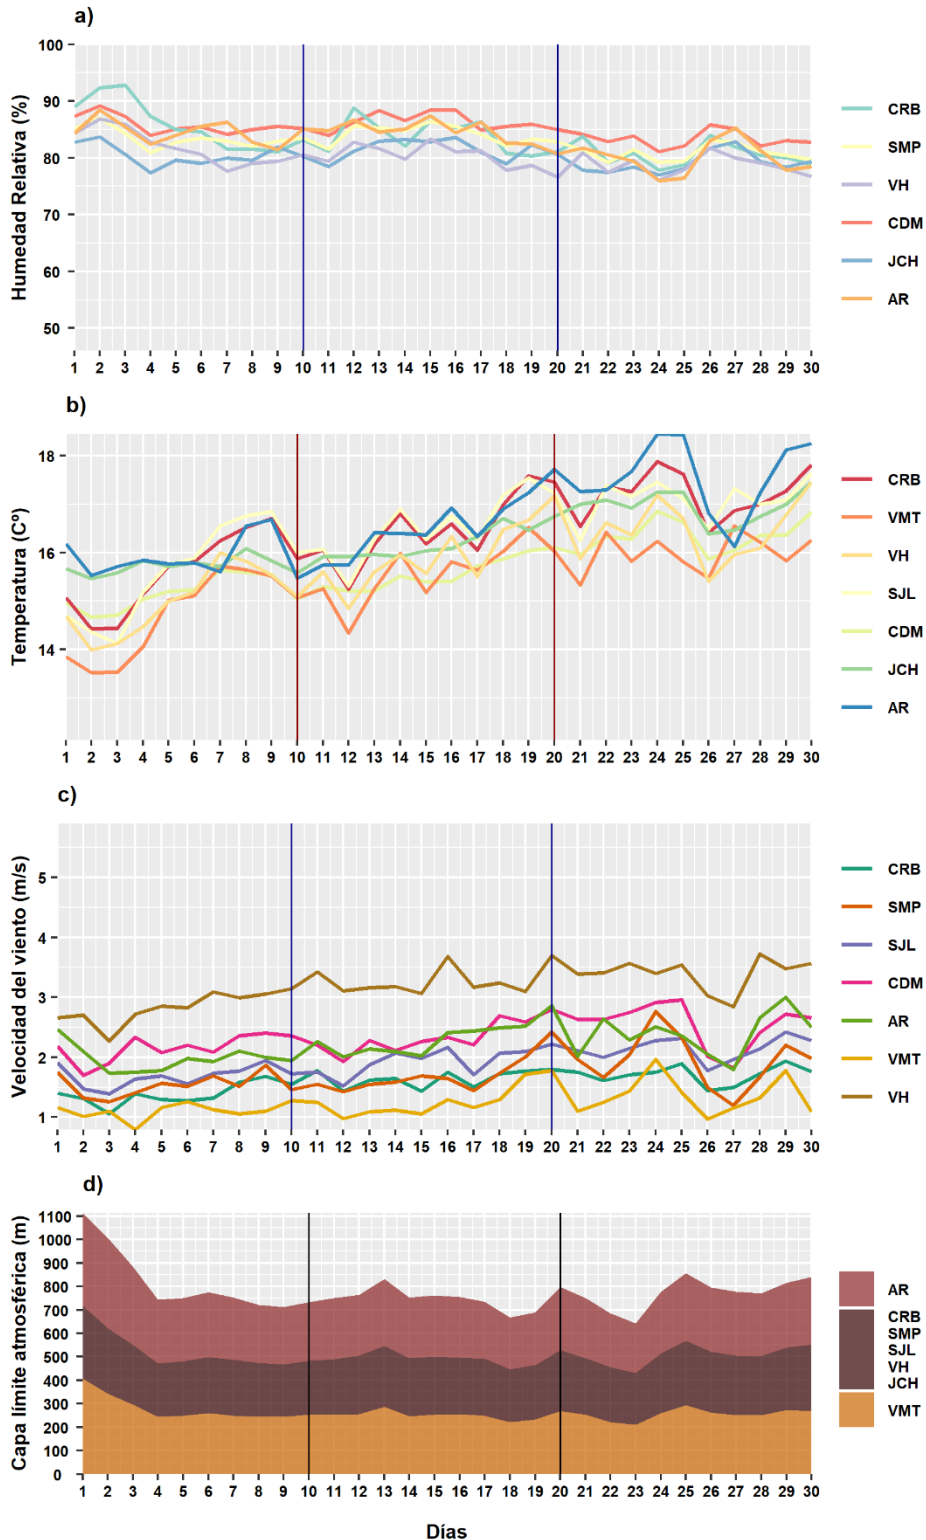 a)
Humedad Relativa (%)
100
90
80
70
60
50
1 2 3 4 5 6 7 8 9 10 11 12 13 14 15 16 17 18 19 20 21 22 23 24 25 26 27 28 29 30
CRB
SMP
VH
CDM
JCH
AR
b)
Temperatura (Cº)
18
16
14
1 2 3 4 5 6 7 8 9 10 11 12 13 14 15 16 17 18 19 20 21 22 23 24 25 26 27 28 29 30
CRB
VMT
VH
SJL
CDM
JCH
AR
c)
Velocidad del viento (m/s)
5
4
3
2
1
1 2 3 4 5 6 7 8 9 10 11 12 13 14 15 16 17 18 19 20 21 22 23 24 25 26 27 28 29 30
CRB
SMP
SJL
CDM
AR
VMT
VH
d)
Capa limite atmosférica (m)
1100
1000
900
800
700
600
500
400
300
200
100
0
1 2 3 4 5 6 7 8 9 10 11 12 13 14 15 16 17 18 19 20 21 22 23 24 25 26 27 28 29 30
AR
CRB
SMP
SJL
VH
JCH
VMT
Días